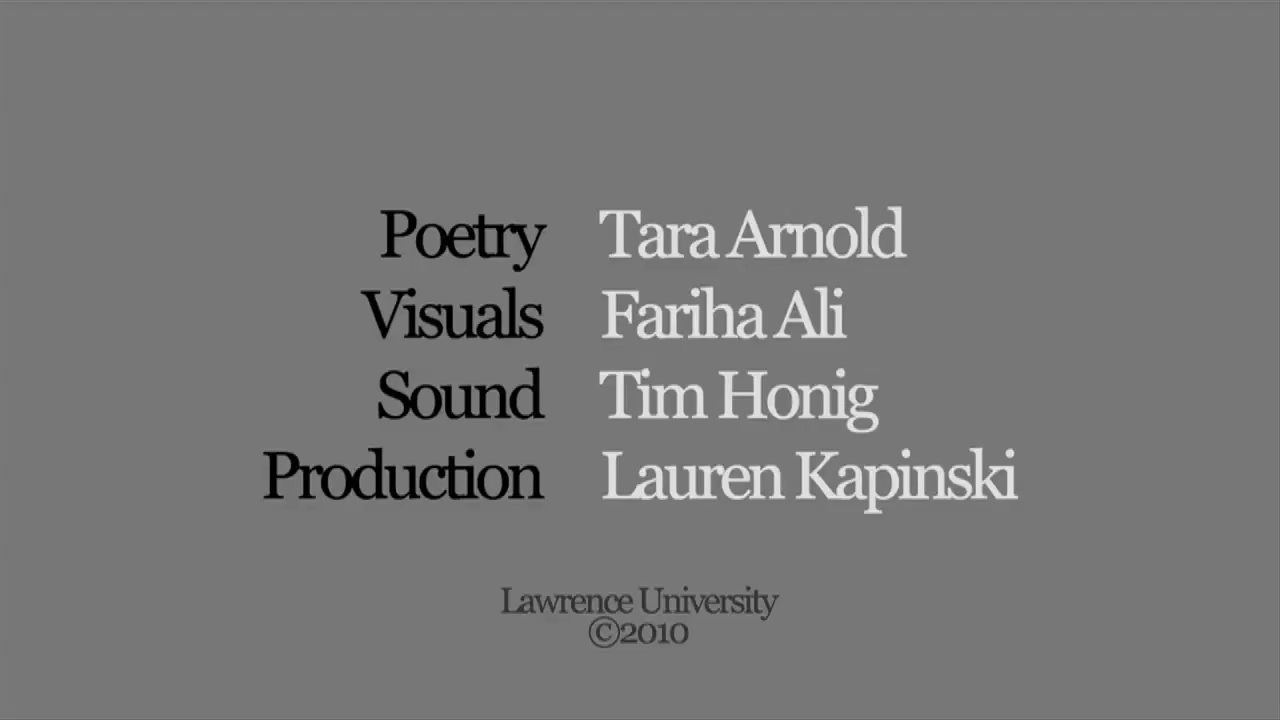 Poetry Tara Arnold
Visuals Fariha Ali
Sound Tim Honig
Production Lauren Kapinski
Lawrence University
©2010